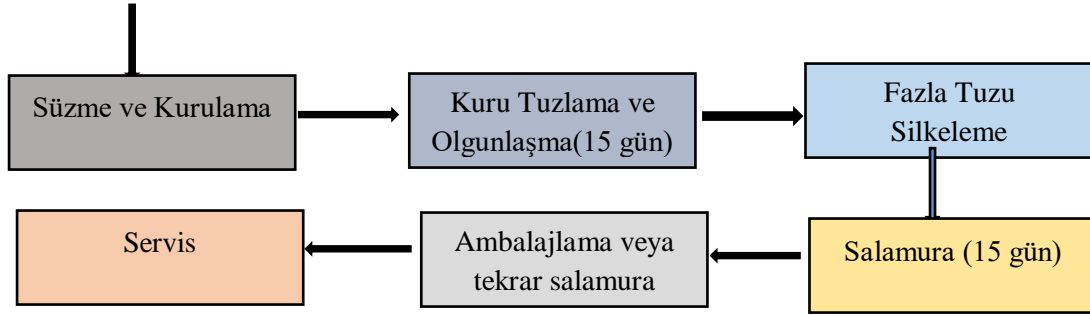 Süzme ve Kurulama
Kuru Tuzlama ve
Olgunlaşma(15 gün)
Fazla Tuzu
Silkeleme
Salamura (15 gün)
Ambalajlama veya
tekrar salamura
Servis